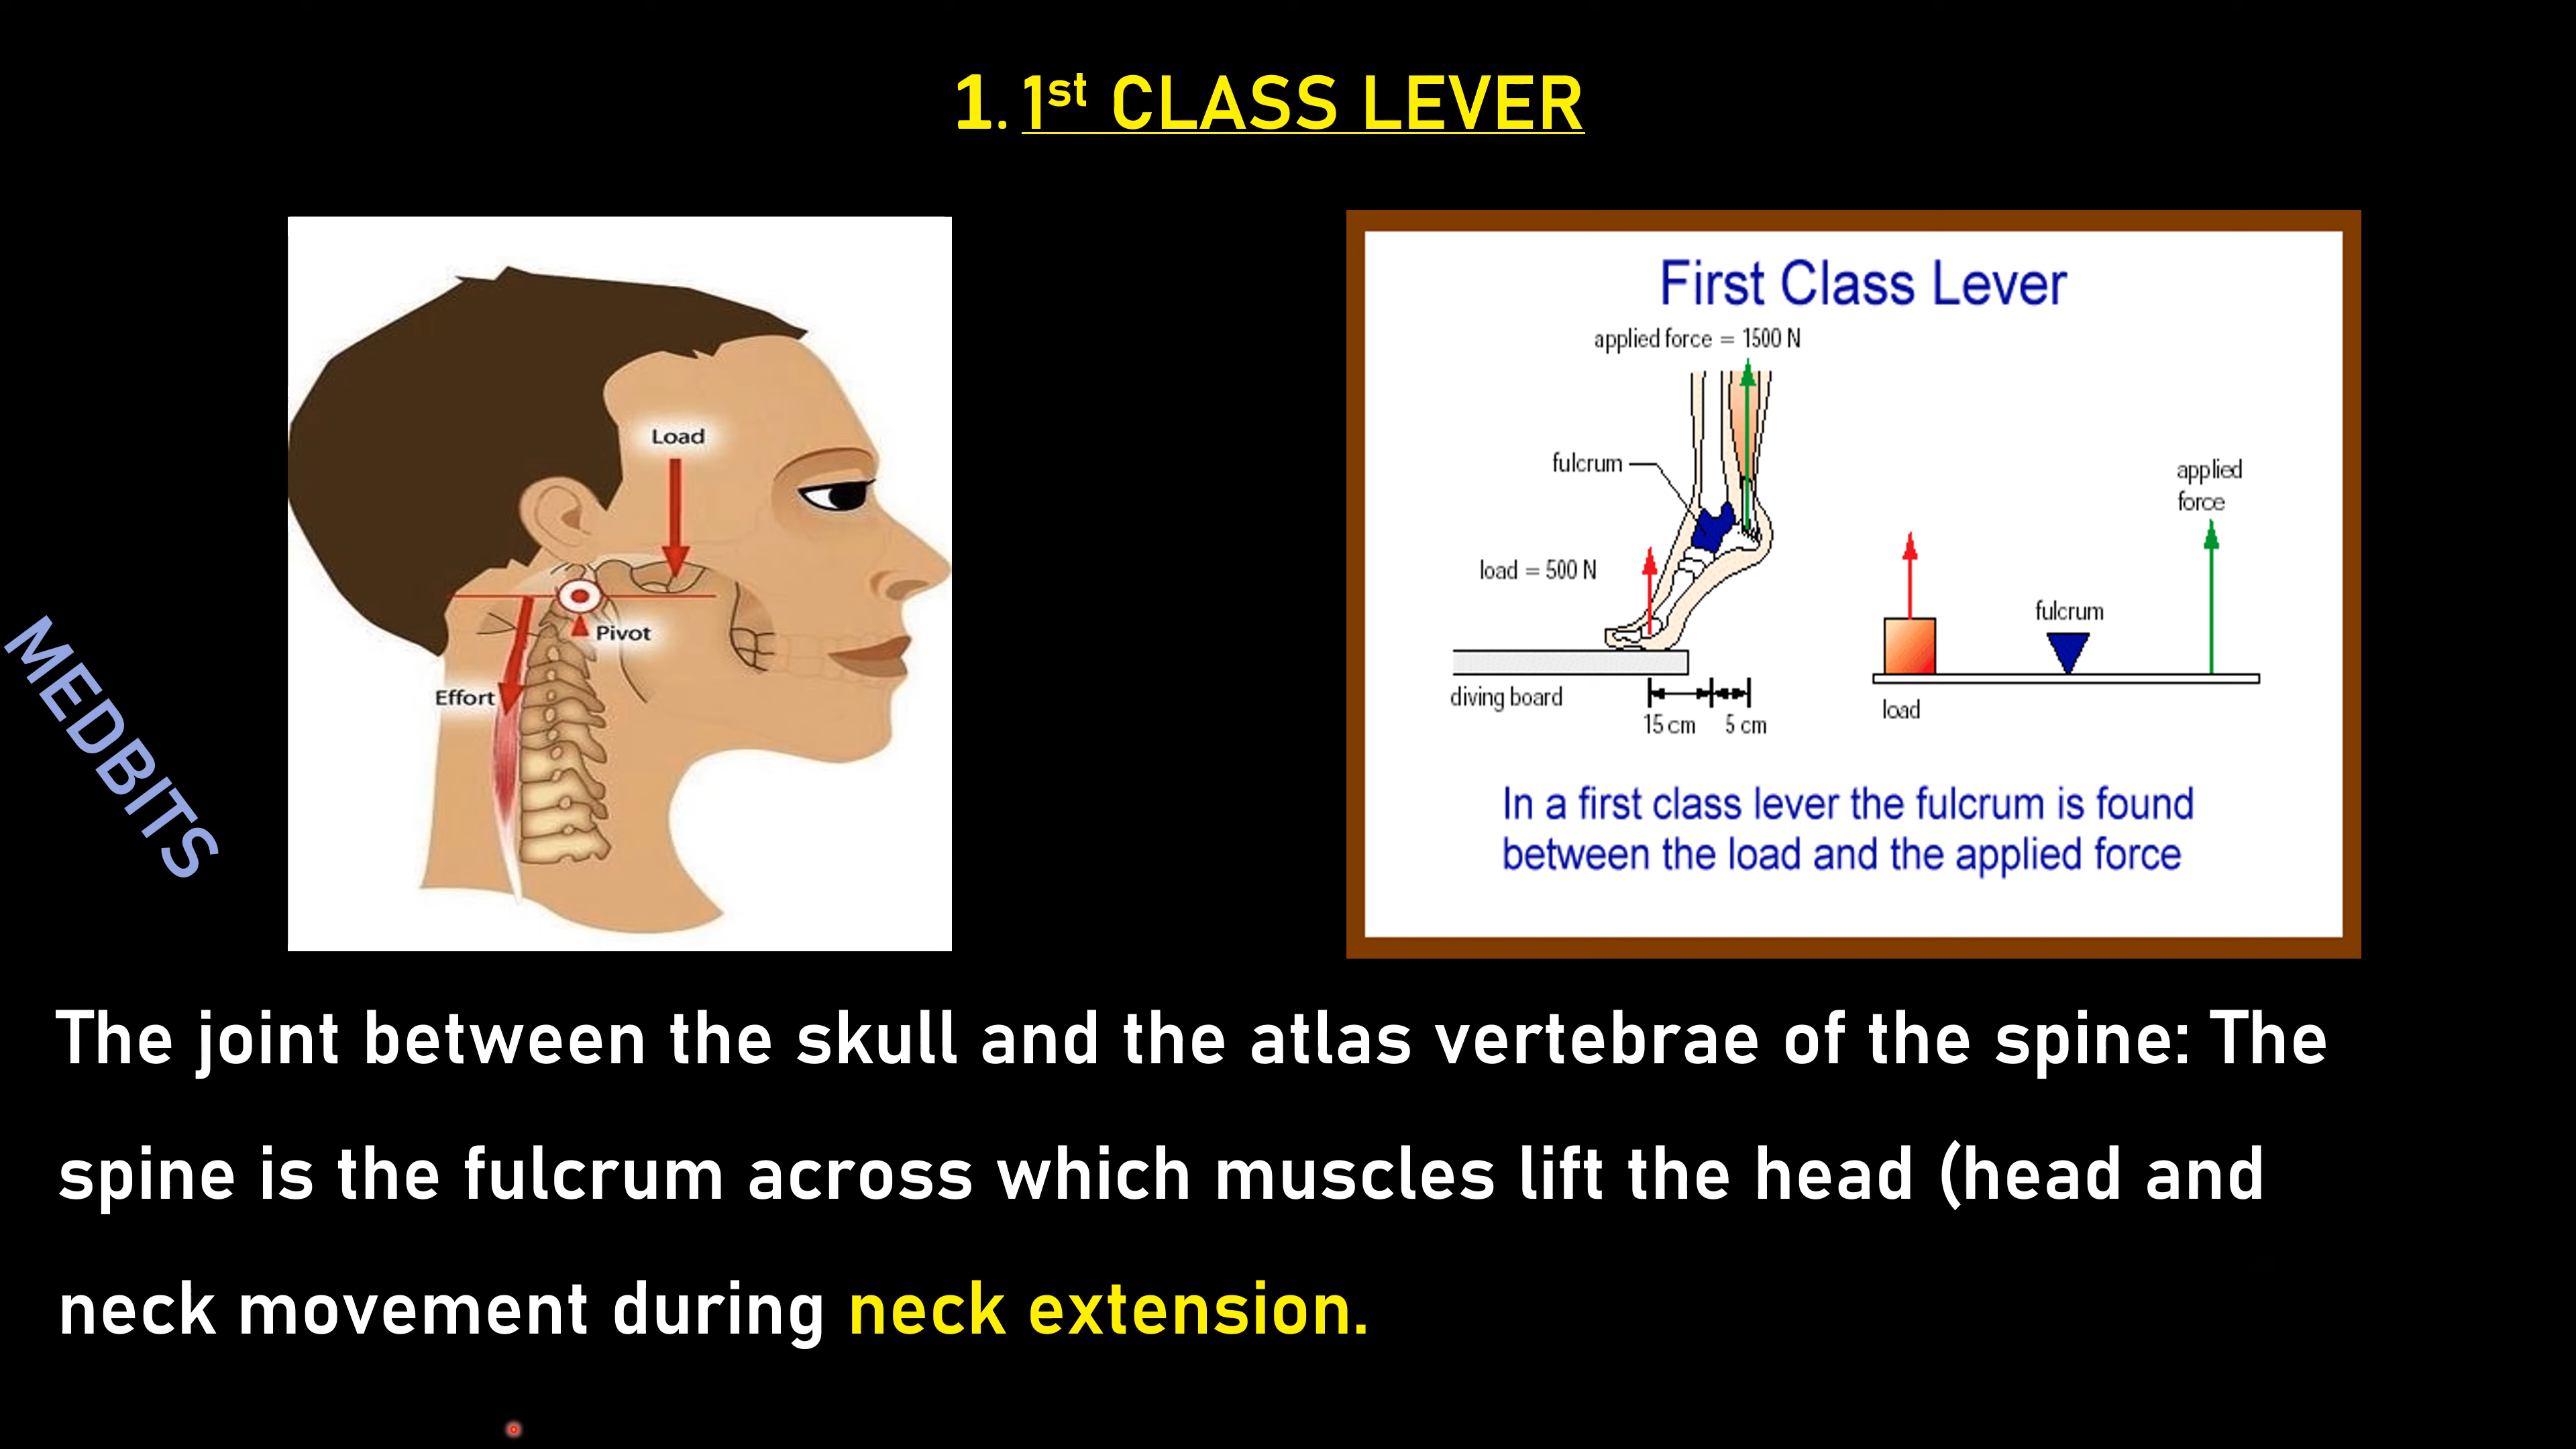 1. 1st CLASS LEVER
Load
Pivot
Effort
MEDBITS
First Class Lever
applied force = 1500 N
fulcrum
load = 500 N
diving board
15 cm
5 cm
applied
force
fulcrum
load
In a first class lever the fulcrum is found
between the load and the applied force
The joint between the skull and the atlas vertebrae of the spine: The
spine is the fulcrum across which muscles lift the head (head and
neck movement during neck extension.